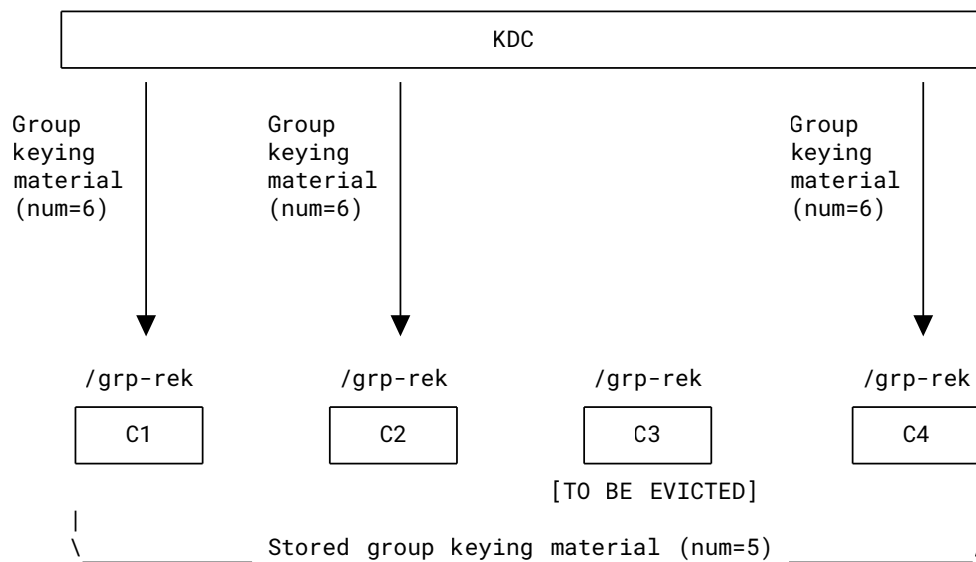 KDC
Group
keying
material
(num=6)
Group
keying
material
(num=6)
Group
keying
material
(num=6)
/grp-rek
/grp-rek
/grp-rek
/grp-rek
C1
C2
C3
C4
[TO BE EVICTED]
Stored group keying material (num=5)